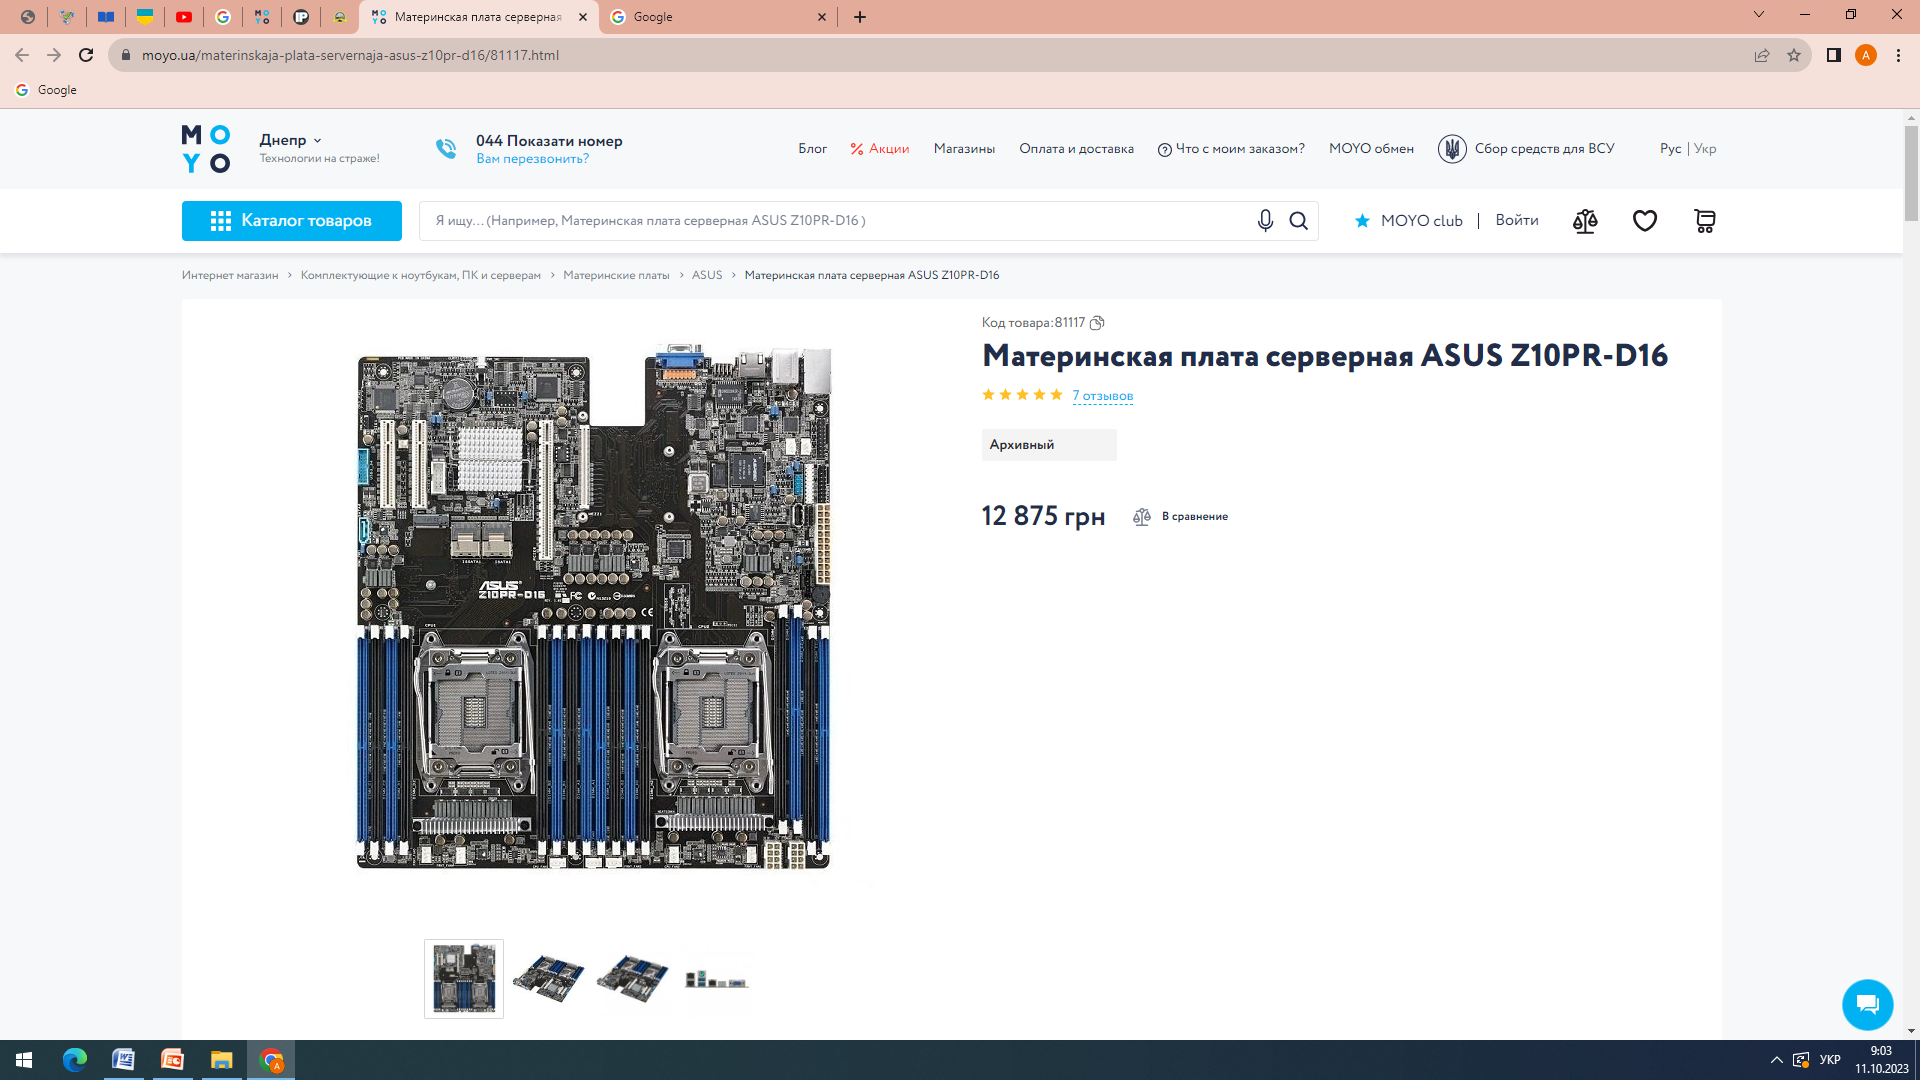 Материнская плата серверная
Google
moyo.ua/materinskaja-plata-servernaja-asus-z10pr-d16/81117.html
A
Google
MOYO
Днепр
Технологии на страже!
044 Показати номер
Вам перезвонить?
Блог
Акции
Магазины
Оплата и доставка
Что с моим заказом?
MOYO обмен
Сбор средств для ВСУ
Рус | Укр
Каталог товаров
Я ищу... (Например, Материнская плата серверная ASUS Z10PR-D16 )
MOYO club | Войти
Интернет магазин › Комплектующие к ноутбукам, ПК и серверам › Материнские платы › ASUS › Материнская плата серверная ASUS Z10PR-D16
Код товара:81117
Материнская плата серверная ASUS Z10PR-D16
7 отзывов
Архивный
12 875 грн
В сравнение
ASUS
Z10PR-D16
УКР
9:03
11.10.2023